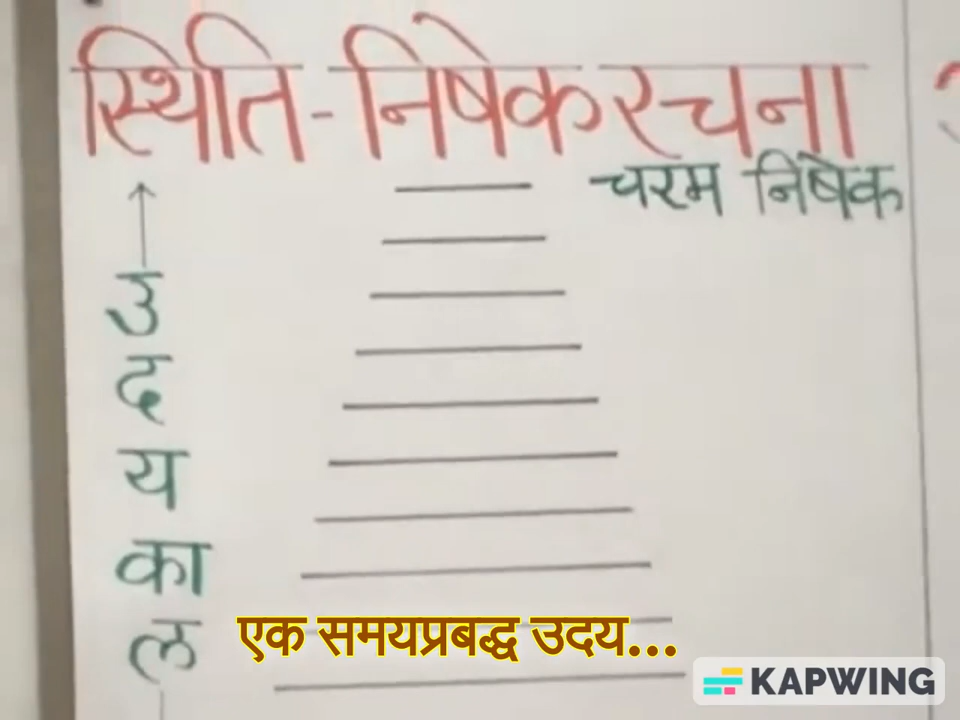 स्थिति-निषेक रचना
चरम निषेक
उदय काल
एक समयप्रबद्ध उदय...
KAPWING